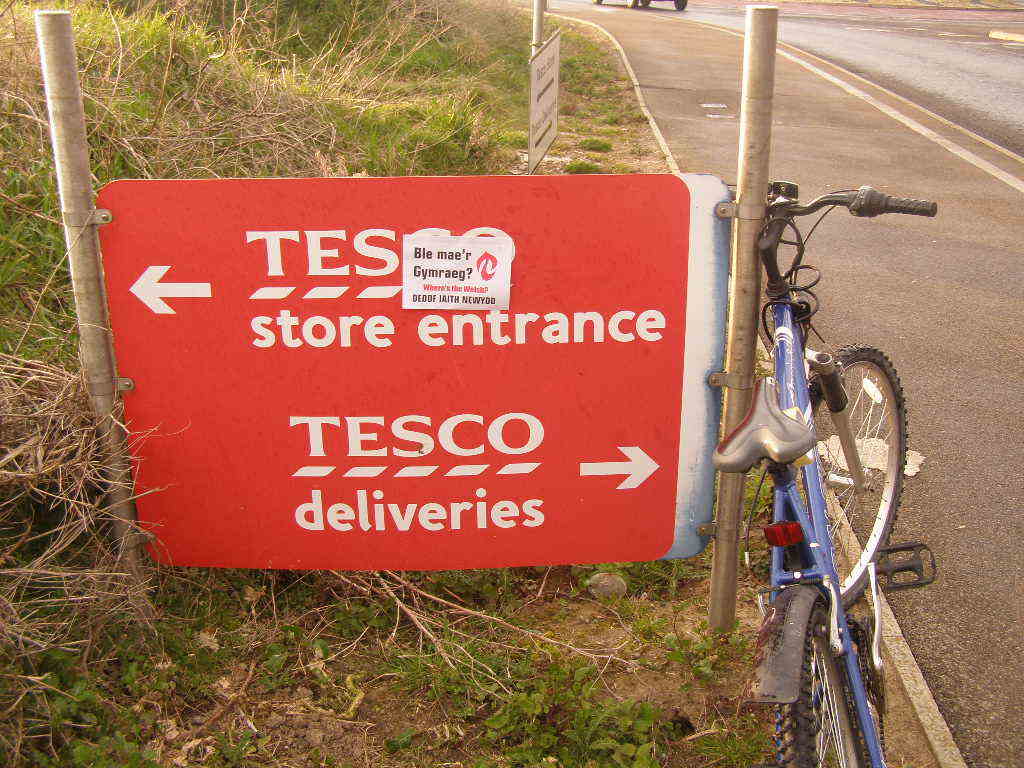 TESCO
Ble mae'r
Gymraeg?
Where's the Welsh?
DEDDF IAITH NEWYDD
store entrance
TESCO
deliveries